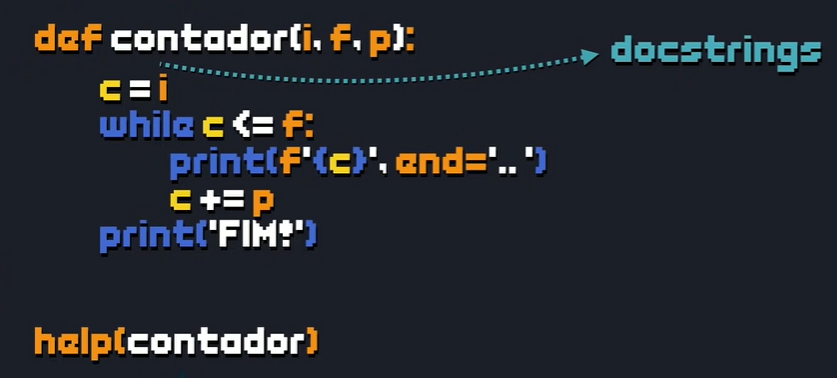 def contador(i, f, p):
docstrings
c = i
while c <= f:
print(f'{c}', end='.. ')
c += p
print('FIM!')
help(contador)